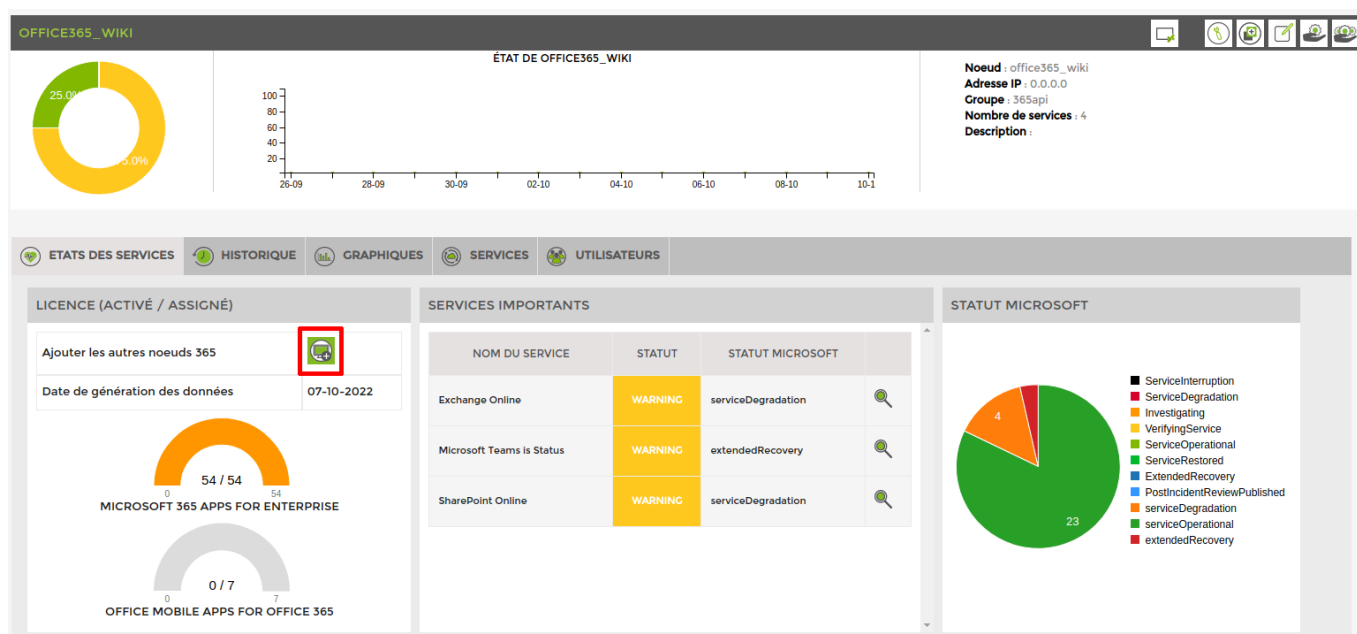 OFFICE365_WIKI
25.0%
ÉTAT DE OFFICE365_WIKI
100
80
60
40
20
26-09 28-09 30-09 02-10 04-10 06-10 08-10 10-1
Noeud : office365_wiki
Adresse IP : 0.0.0.0
Groupe : 365api
Nombre de services : 4
Description :
ETATS DES SERVICES HISTORIQUE GRAPHIQUES SERVICES UTILISATEURS
LICENCE (ACTIVÉ / ASSIGNÉ)
Ajouter les autres noeuds 365
Date de génération des données 07-10-2022
54 / 54
0 54
MICROSOFT 365 APPS FOR ENTERPRISE
0 / 7
0 7
OFFICE MOBILE APPS FOR OFFICE 365
SERVICES IMPORTANTS
NOM DU SERVICE STATUT STATUT MICROSOFT
Exchange Online WARNING serviceDegradation
Microsoft Teams is Status WARNING extendedRecovery
SharePoint Online WARNING serviceDegradation
STATUT MICROSOFT
4
23
ServiceInterruption
ServiceDegradation
Investigating
VerifyingService
ServiceOperational
ServiceRestored
ExtendedRecovery
PostIncidentReviewPublished
serviceDegradation
serviceOperational
extendedRecovery